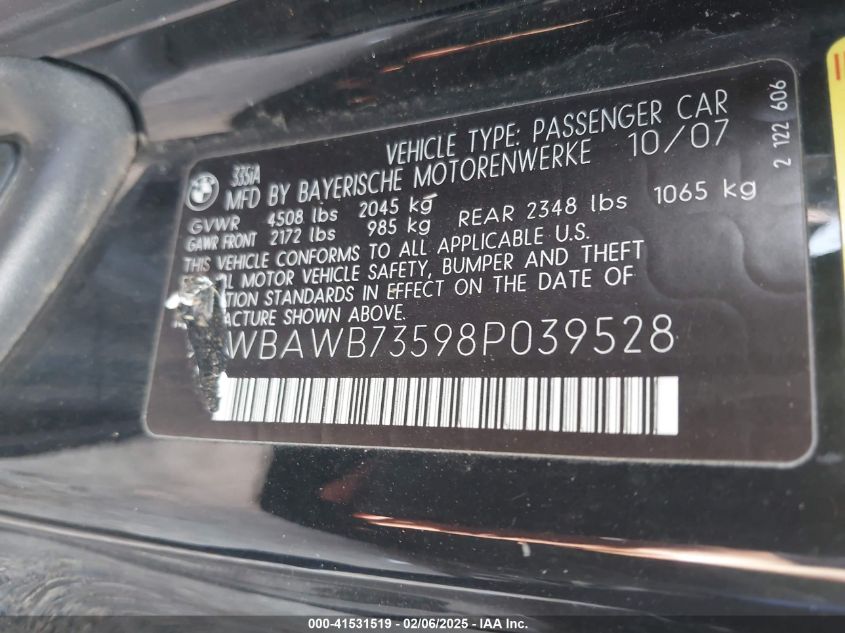 BMW
335iA
VEHICLE TYPE: PASSENGER CAR
MFD BY BAYERISCHE MOTORENWERKE 10/07
GVWR 4508 lbs 2045 kg
GAWR FRONT 2172 lbs 985 kg REAR 2348 lbs 1065 kg
THIS VEHICLE CONFORMS TO ALL APPLICABLE U.S.
MOTOR VEHICLE SAFETY, BUMPER AND THEFT
STANDARDS IN EFFECT ON THE DATE OF
SHOWN ABOVE.
WBAWB73598P039528
2 122 606
000-41531519 / 02/06/2025 - IAA Inc.